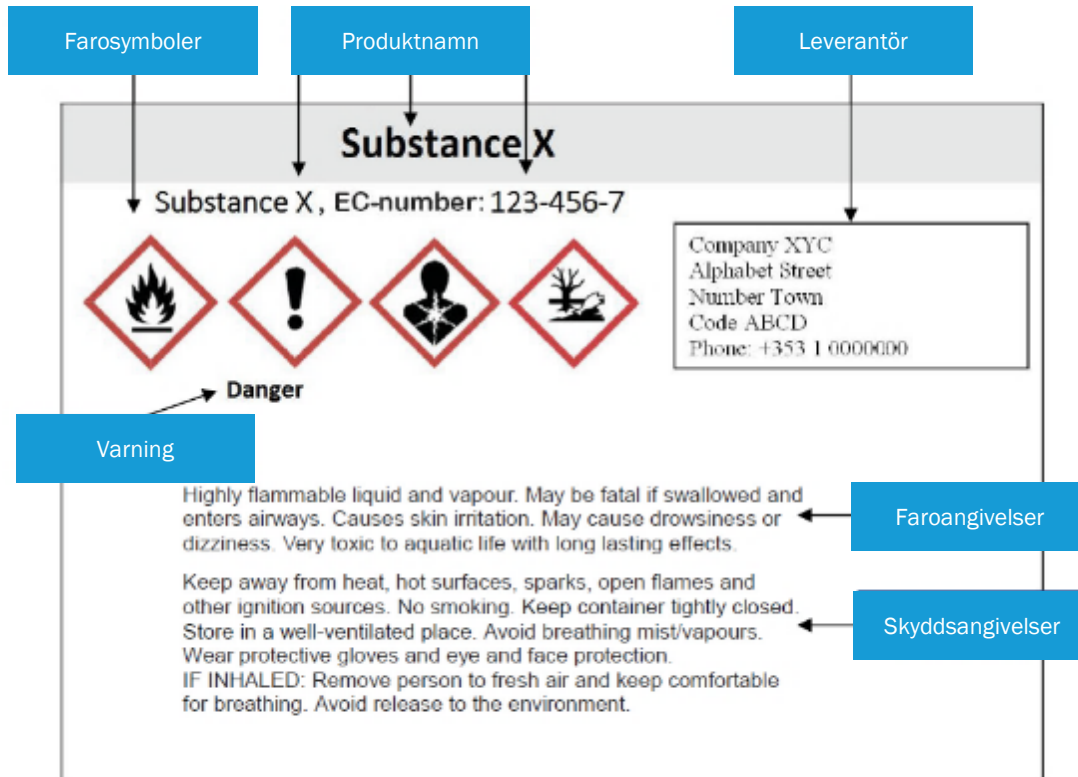 Farosymboler
Produktnamn
Leverantör
Substance X
Substance X, EC-number: 123-456-7
Company XYC
Alphabet Street
Number Town
Code ABCD
Phone: +353 1 0000000
Danger
Varning
Highly flammable liquid and vapour. May be fatal if swallowed and
enters airways. Causes skin irritation. May cause drowsiness or
dizziness. Very toxic to aquatic life with long lasting effects.
Faroangivelser
Keep away from heat, hot surfaces, sparks, open flames and
other ignition sources. No smoking. Keep container tightly closed.
Store in a well-ventilated place. Avoid breathing mist/vapours.
Wear protective gloves and eye and face protection.
IF INHALED: Remove person to fresh air and keep comfortable
for breathing. Avoid release to the environment.
Skyddsangivelser